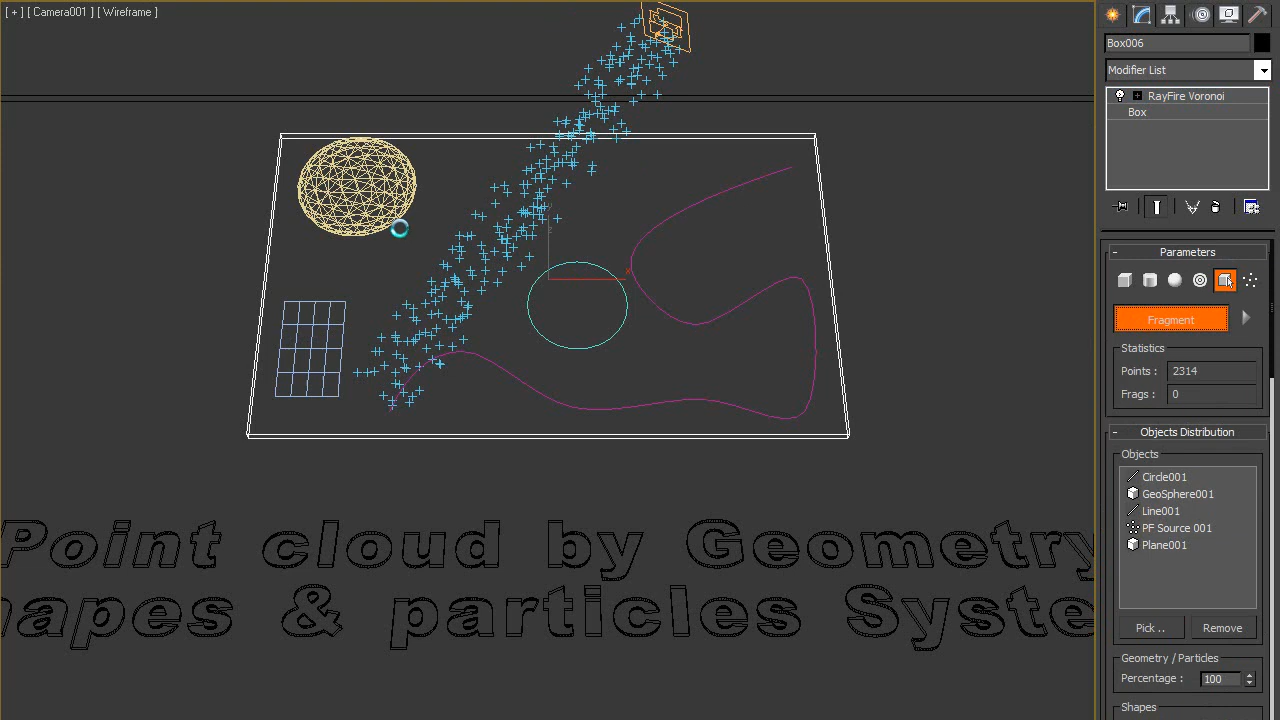 [ + ] [ Camera001 ] [ Wireframe ]
z
x
Point cloud by Geometry
hapes & particles Syste
Box006
Modifier List
RayFire Voronoi
Box
Parameters
Fragment
Statistics
Points : 2314
Frags : 0
Objects Distribution
Objects
Circle001
GeoSphere001
Line001
PF Source 001
Plane001
Pick .. Remove
Geometry / Particles
Percentage : 100
Shapes